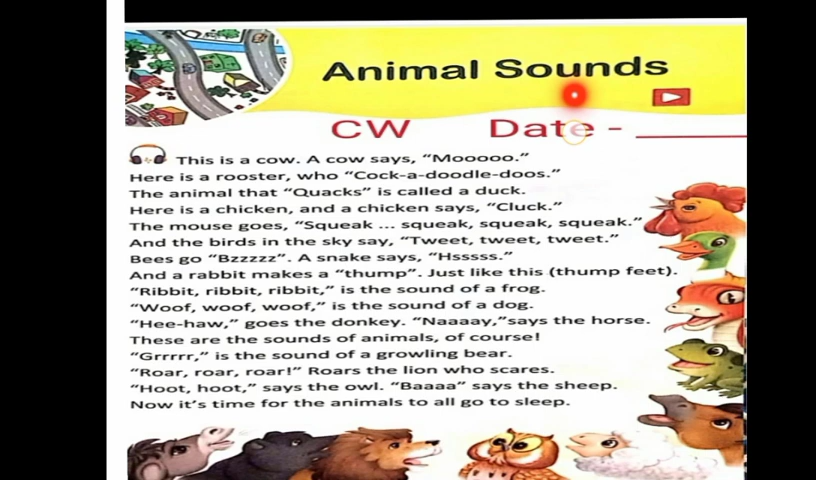 Animal Sounds
CW Date -
This is a cow. A cow says, “Mooooo.”
Here is a rooster, who “Cock-a-doodle-doos.”
The animal that “Quacks” is called a duck.
Here is a chicken, and a chicken says, “Cluck.”
The mouse goes, “Squeak ... squeak, squeak, squeak.”
And the birds in the sky say, “Tweet, tweet, tweet.”
Bees go “Bzzzzz”. A snake says, “Hsssss.”
And a rabbit makes a “thump”. Just like this (thump feet).
“Ribbit, ribbit, ribbit,” is the sound of a frog.
“Woof, woof, woof,” is the sound of a dog.
“Hee-haw,” goes the donkey. “Naaaay,”says the horse.
These are the sounds of animals, of course!
“Grrrrr,” is the sound of a growling bear.
“Roar, roar, roar!” Roars the lion who scares.
“Hoot, hoot,” says the owl. “Baaaa” says the sheep.
Now it’s time for the animals to all go to sleep.